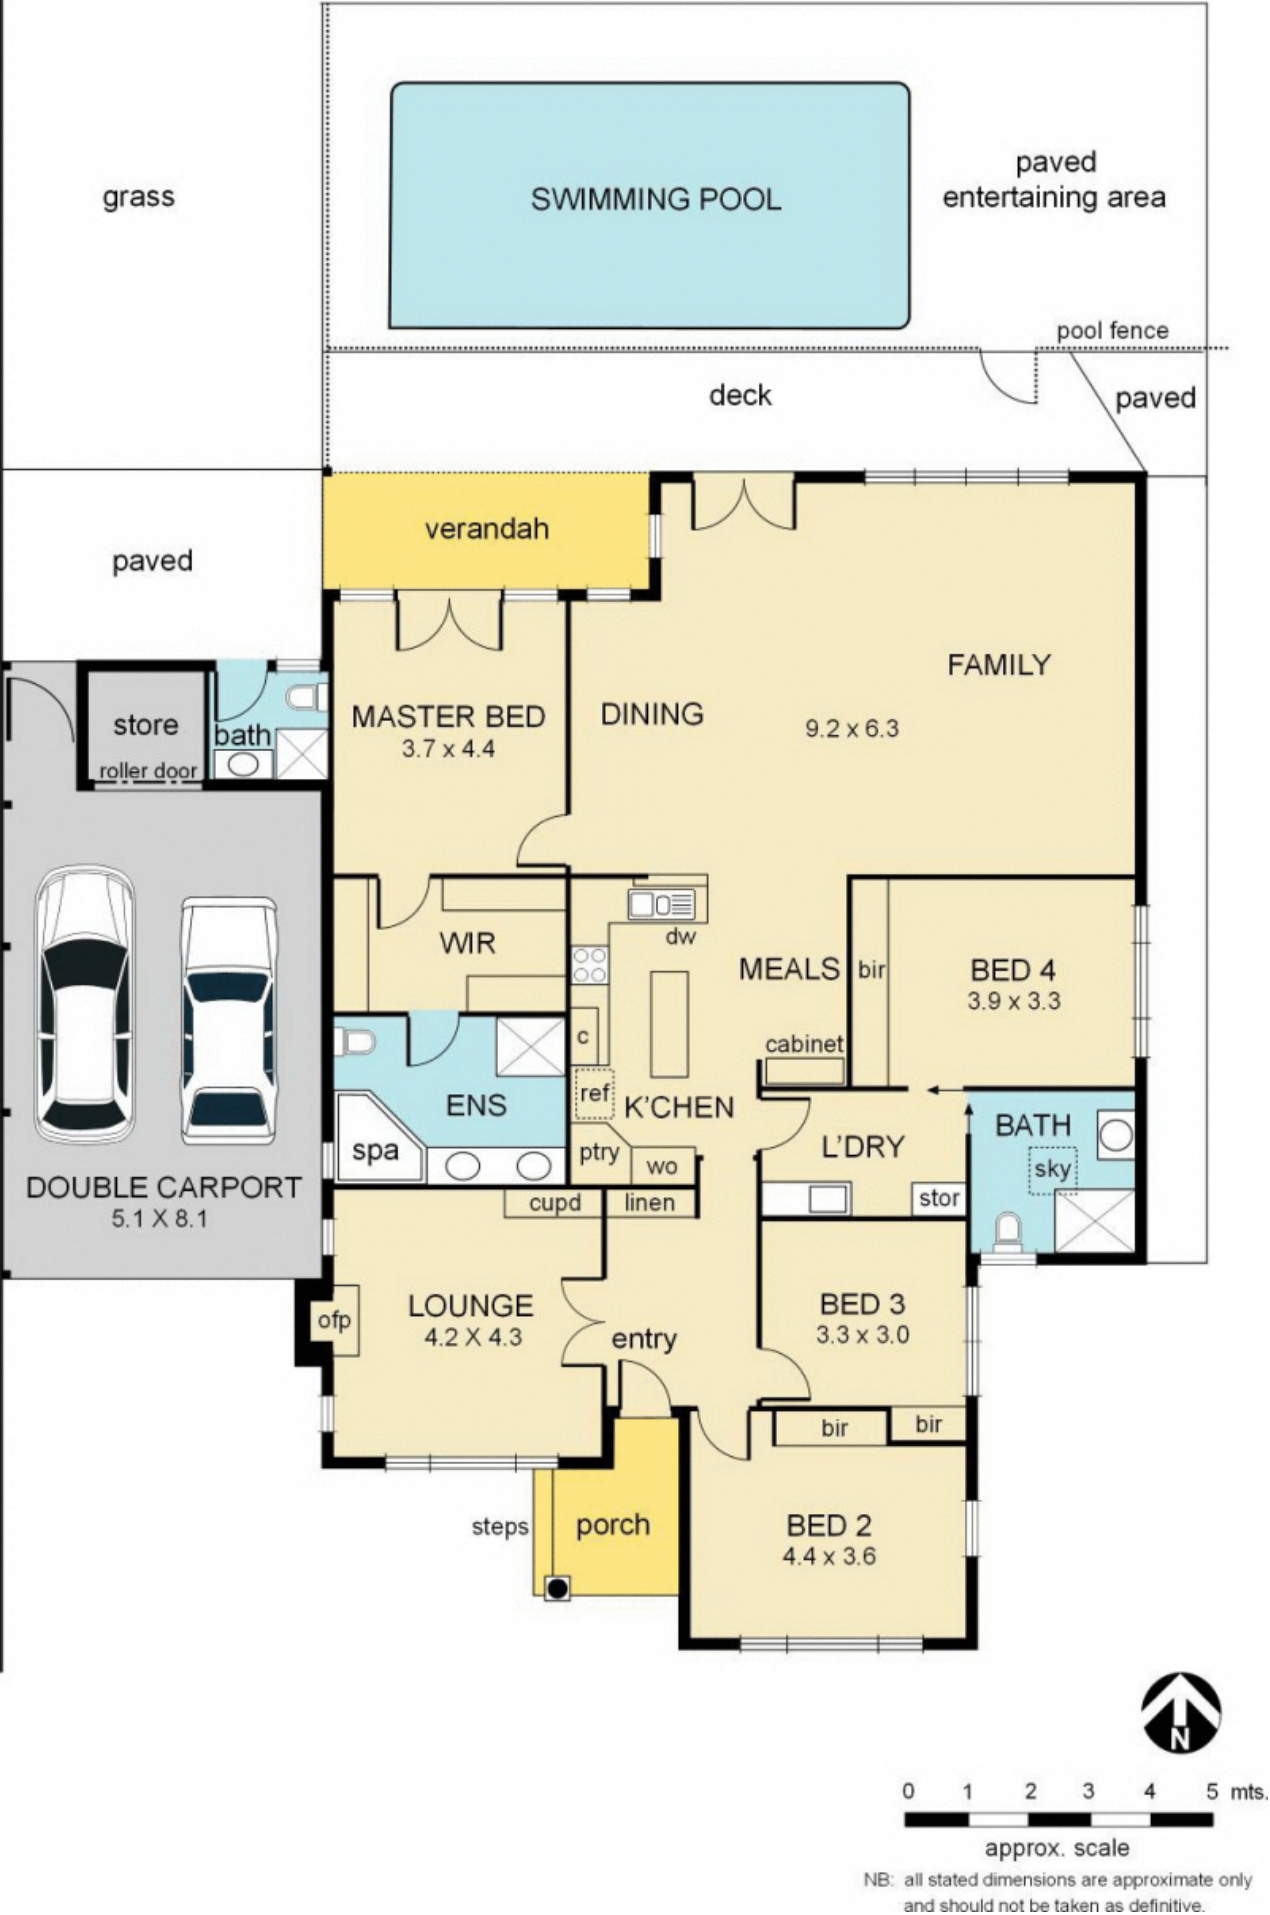 grass
SWIMMING POOL
paved
entertaining area
pool fence
deck
paved
verandah
paved
FAMILY
MASTER BED
3.7 x 4.4
DINING
9.2 x 6.3
store
bath
roller door
WIR
dw
MEALS
bir
BED 4
3.9 x 3.3
c
cabinet
ref
K'CHEN
ENS
spa
ptry
wo
L'DRY
BATH
sky
stor
DOUBLE CARPORT
5.1 X 8.1
cupd
linen
ofp
LOUNGE
4.2 X 4.3
entry
BED 3
3.3 x 3.0
bir
bir
steps
porch
BED 2
4.4 x 3.6
N
0 1 2 3 4 5 mts.
approx. scale
NB: all stated dimensions are approximate only
and should not be taken as definitive.